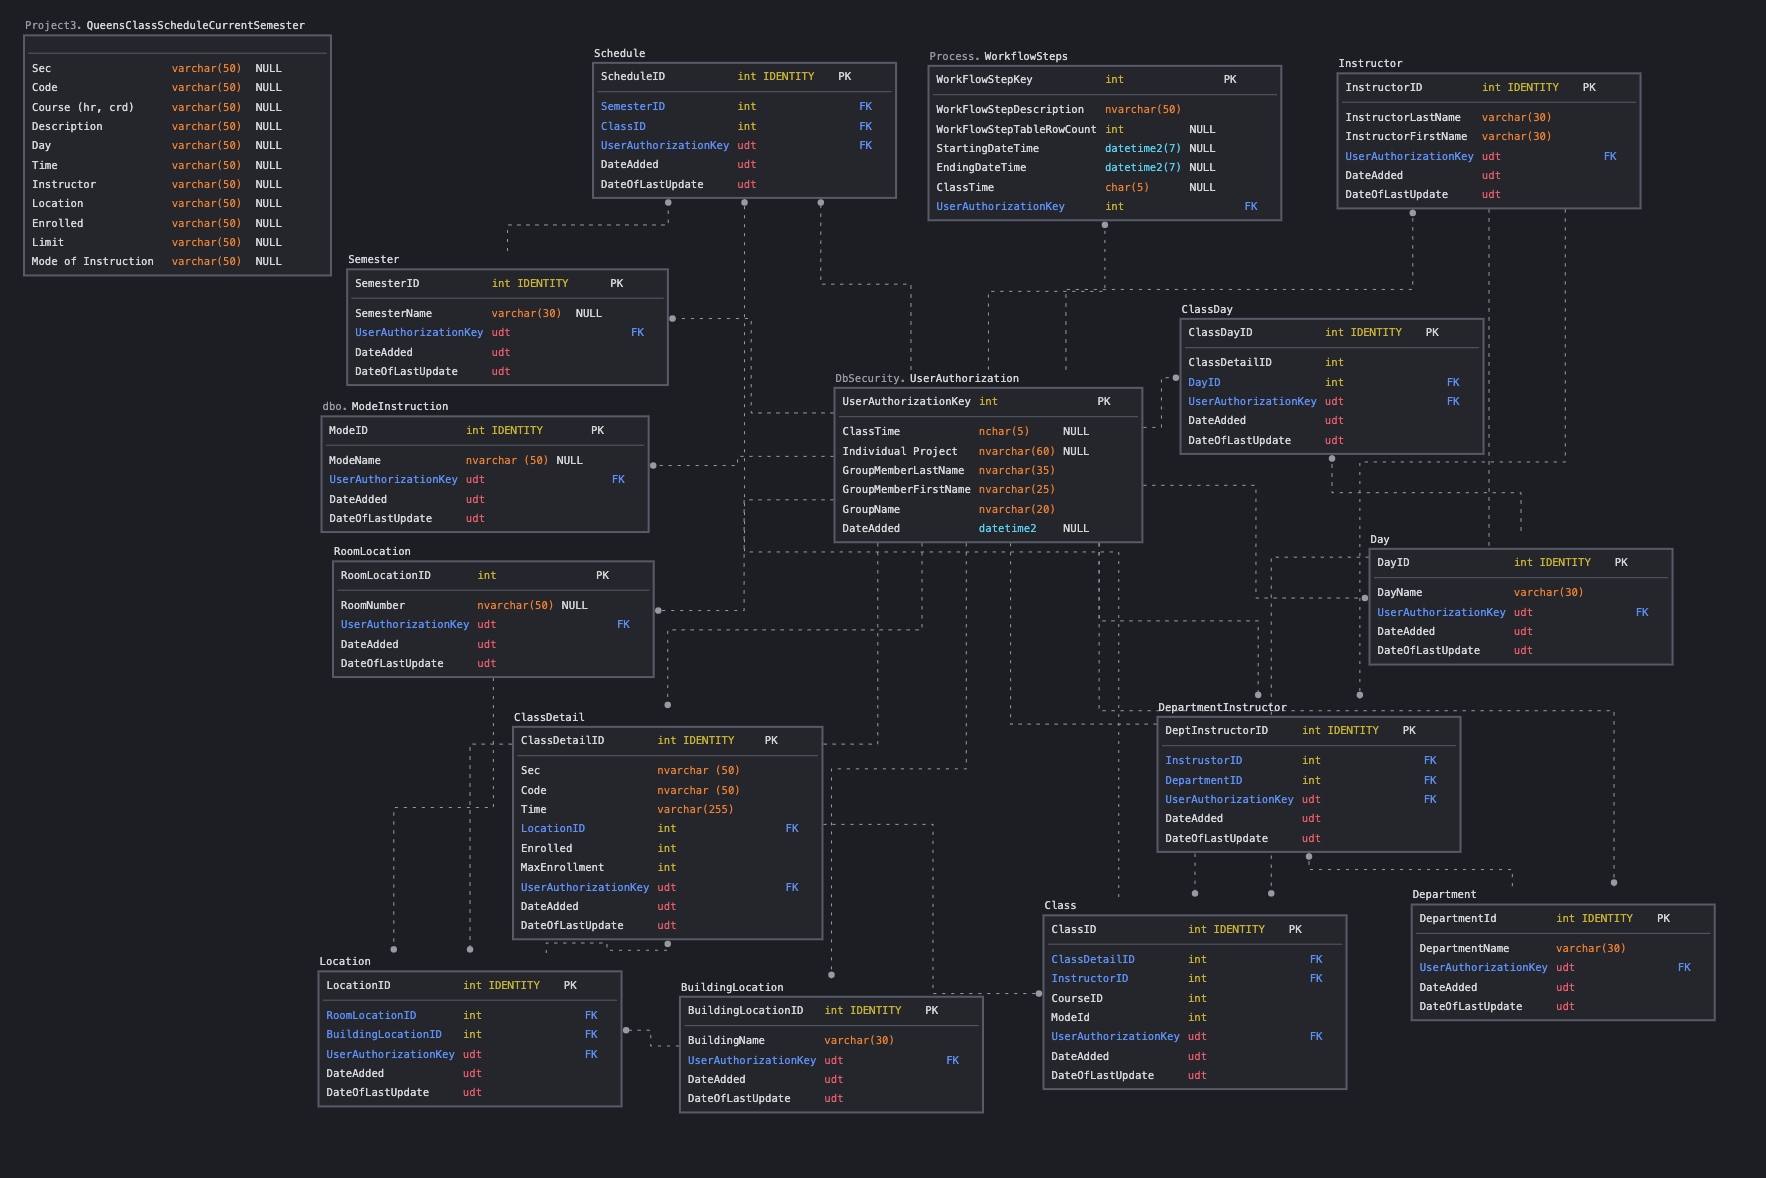 Project3. QueensClassScheduleCurrentSemester
Sec varchar(50) NULL
Code varchar(50) NULL
Course (hr, crd) varchar(50) NULL
Description varchar(50) NULL
Day varchar(50) NULL
Time varchar(50) NULL
Instructor varchar(50) NULL
Location varchar(50) NULL
Enrolled varchar(50) NULL
Limit varchar(50) NULL
Mode of Instruction varchar(50) NULL
Schedule
ScheduleID int IDENTITY PK
SemesterID int FK
ClassID int FK
UserAuthorizationKey udt FK
DateAdded udt
DateOfLastUpdate udt
Process. WorkflowSteps
WorkFlowStepKey int PK
WorkFlowStepDescription nvarchar(50)
WorkFlowStepTableRowCount int NULL
StartingDateTime datetime2(7) NULL
EndingDateTime datetime2(7) NULL
ClassTime char(5) NULL
UserAuthorizationKey int FK
Instructor
InstructorID int IDENTITY PK
InstructorLastName varchar(30)
InstructorFirstName varchar(30)
UserAuthorizationKey udt FK
DateAdded udt
DateOfLastUpdate udt
Semester
SemesterID int IDENTITY PK
SemesterName varchar(30) NULL
UserAuthorizationKey udt FK
DateAdded udt
DateOfLastUpdate udt
ClassDay
ClassDayID int IDENTITY PK
ClassDetailID int
DayID int FK
UserAuthorizationKey udt FK
DateAdded udt
DateOfLastUpdate udt
DbSecurity. UserAuthorization
UserAuthorizationKey int PK
ClassTime nchar(5) NULL
Individual Project nvarchar(60) NULL
GroupMemberLastName nvarchar(35)
GroupMemberFirstName nvarchar(25)
GroupName nvarchar(20)
DateAdded datetime2 NULL
dbo. ModeInstruction
ModeID int IDENTITY PK
ModeName nvarchar (50) NULL
UserAuthorizationKey udt FK
DateAdded udt
DateOfLastUpdate udt
RoomLocation
RoomLocationID int PK
RoomNumber nvarchar(50) NULL
UserAuthorizationKey udt FK
DateAdded udt
DateOfLastUpdate udt
Day
DayID int IDENTITY PK
DayName varchar(30)
UserAuthorizationKey udt FK
DateAdded udt
DateOfLastUpdate udt
ClassDetail
ClassDetailID int IDENTITY PK
Sec nvarchar (50)
Code nvarchar (50)
Time varchar(255)
LocationID int FK
Enrolled int
MaxEnrollment int
UserAuthorizationKey udt FK
DateAdded udt
DateOfLastUpdate udt
DepartmentInstructor
DeptInstructorID int IDENTITY PK
InstrustorID int FK
DepartmentID int FK
UserAuthorizationKey udt FK
DateAdded udt
DateOfLastUpdate udt
Department
DepartmentId int IDENTITY PK
DepartmentName varchar(30)
UserAuthorizationKey udt FK
DateAdded udt
DateOfLastUpdate udt
Class
ClassID int IDENTITY PK
ClassDetailID int FK
InstructorID int FK
CourseID int
ModeId int
UserAuthorizationKey udt FK
DateAdded udt
DateOfLastUpdate udt
Location
LocationID int IDENTITY PK
RoomLocationID int FK
BuildingLocationID int FK
UserAuthorizationKey udt FK
DateAdded udt
DateOfLastUpdate udt
BuildingLocation
BuildingLocationID int IDENTITY PK
BuildingName varchar(30)
UserAuthorizationKey udt FK
DateAdded udt
DateOfLastUpdate udt